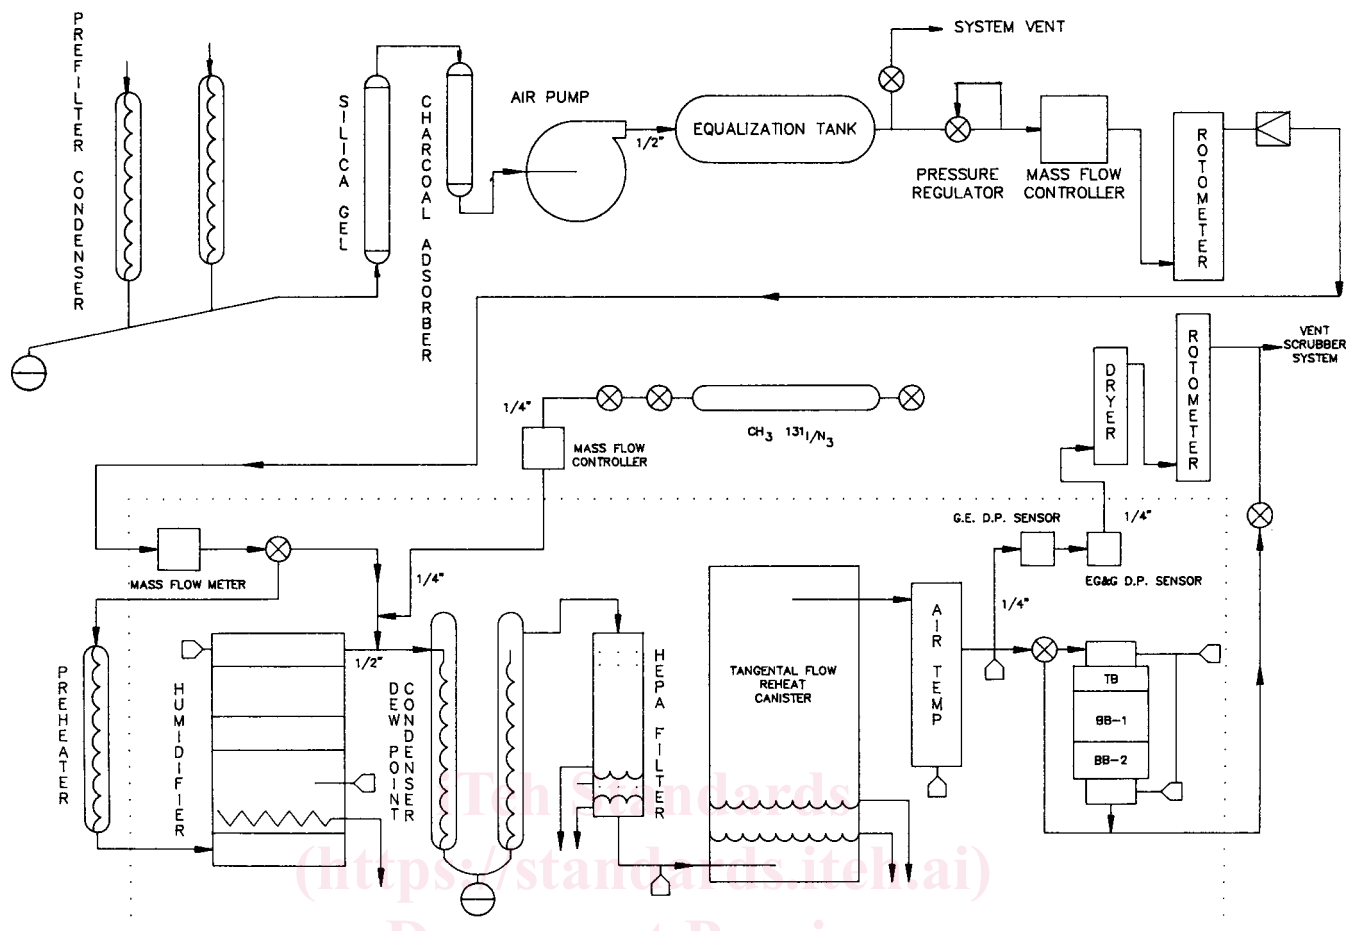 PREFILTER CONDENSER
SILICA GEL
CHARCOAL ADSORBER
AIR PUMP
1/2"
EQUALIZATION TANK
SYSTEM VENT
PRESSURE
REGULATOR
MASS FLOW
CONTROLLER
ROTOMETER
VENT
SCRUBBER
SYSTEM
ROTOMETER
DRYER
1/4"
CH3 131I/N3
MASS FLOW
CONTROLLER
G.E. D.P. SENSOR
1/4"
EG&G D.P. SENSOR
MASS FLOW METER
1/4"
1/4"
PREHEATER
HUMIDIFIER
1/2"
DEW POINT
CONDENSER
HEPA FILTER
TANGENTAL FLOW
REHEAT
CANISTER
AIR TEMP
TB
BB-1
BB-2
iTeh Standards
(https://standards.iteh.ai)